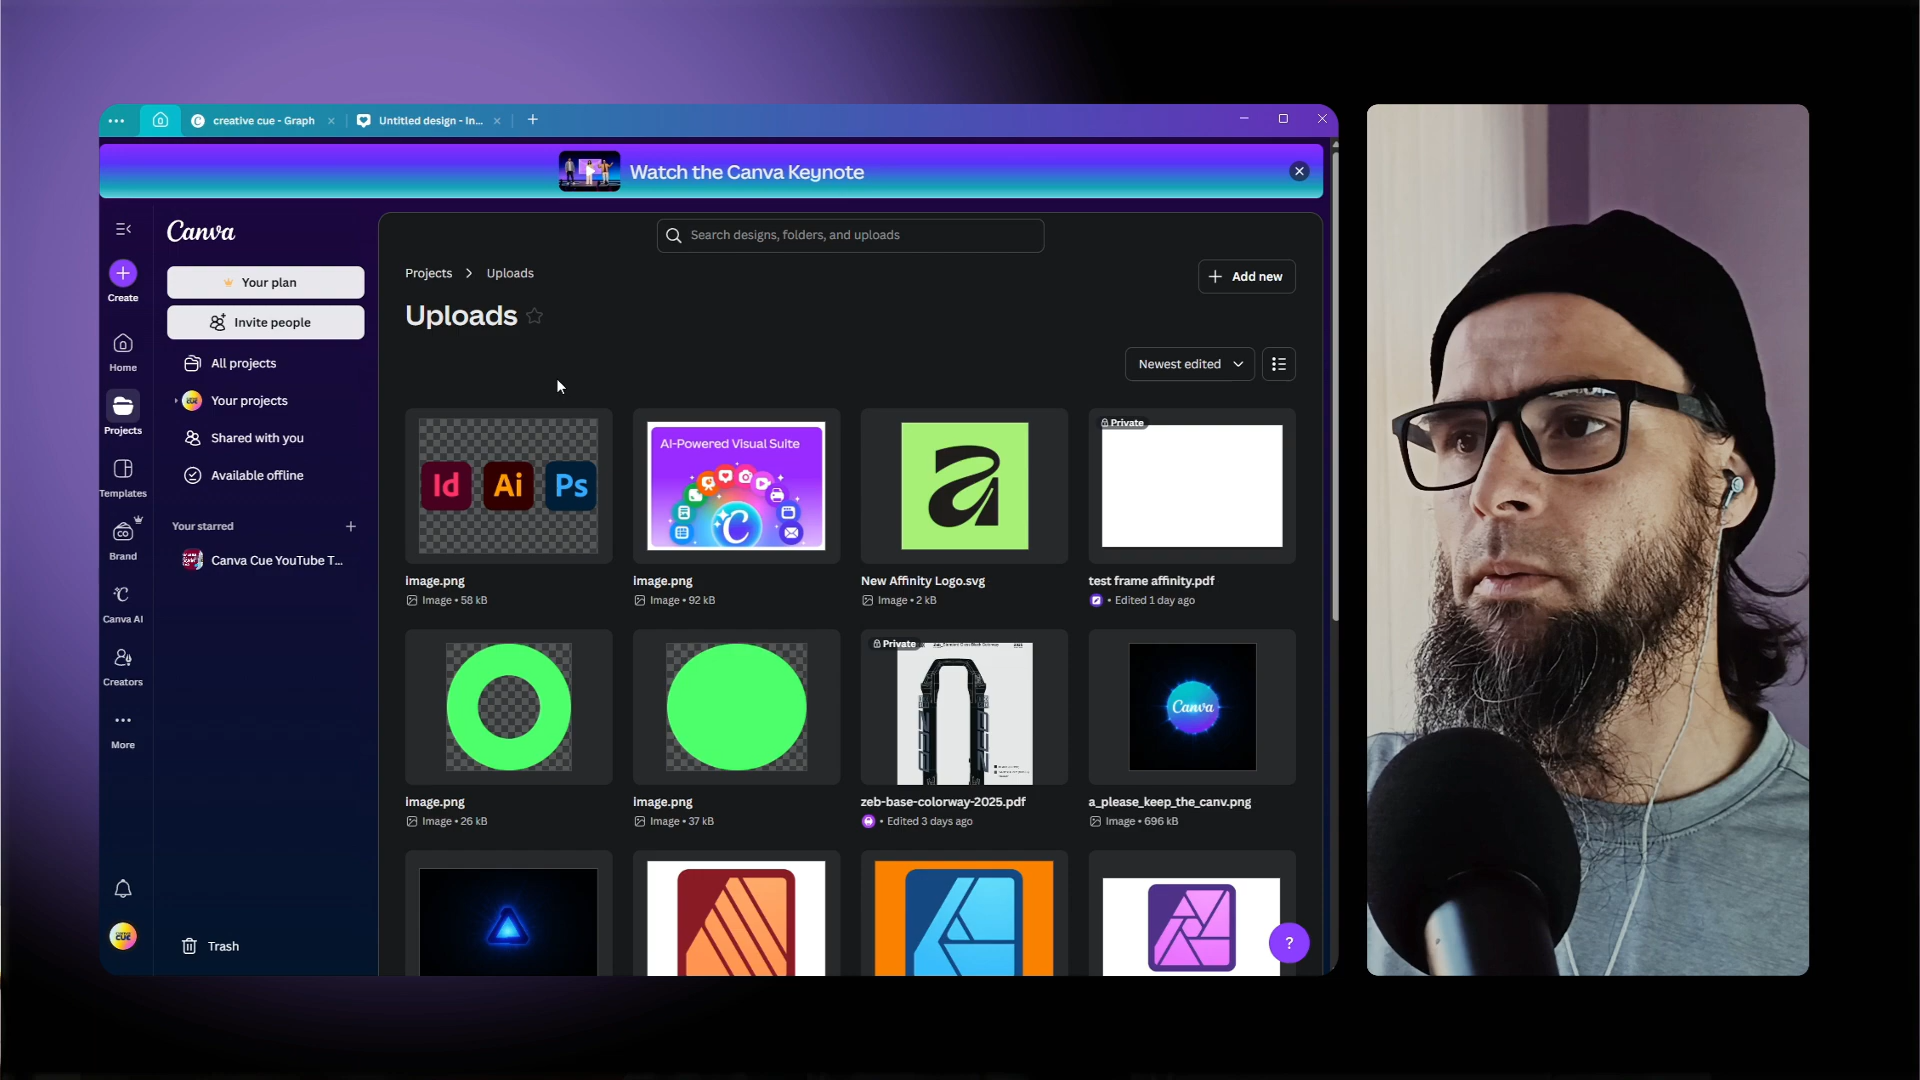 creative cue - Graph
Untitled design - In...
Watch the Canva Keynote
Canva
Search designs, folders, and uploads
Your plan
Projects
Uploads
Add new
Create
Invite people
Uploads
Home
All projects
Newest edited
Your projects
Projects
Shared with you
Private
AI-Powered Visual Suite
Available offline
Id
Ai
Ps
C
a
Templates
Your starred
CO
Brand
Canva Cue YouTube T...
image.png
image.png
New Affinity Logo.svg
test frame affinity.pdf
Image • 58 kB
Image • 92 kB
Image • 2 kB
• Edited 1 day ago
Canva AI
Private
Creators
Canva
More
image.png
image.png
zeb-base-colorway-2025.pdf
a_please_keep_the_canv.png
Image • 26 kB
Image • 37 kB
• Edited 3 days ago
Image • 696 kB
CUE
Trash
?